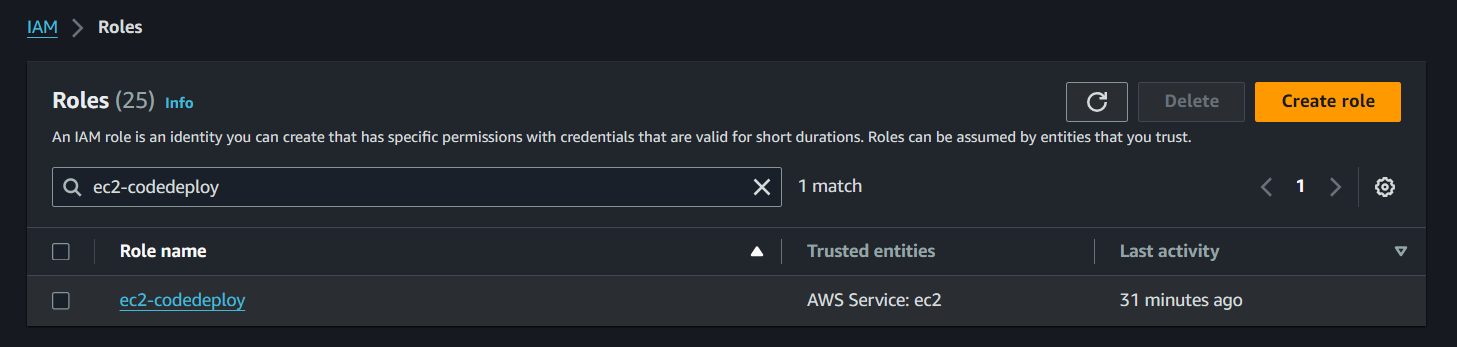 IAM > Roles
Roles (25) Info
Delete
Create role
An IAM role is an identity you can create that has specific permissions with credentials that are valid for short durations. Roles can be assumed by entities that you trust.
ec2-codedeploy
1 match
1
Role name
Trusted entities
Last activity
ec2-codedeploy
AWS Service: ec2
31 minutes ago